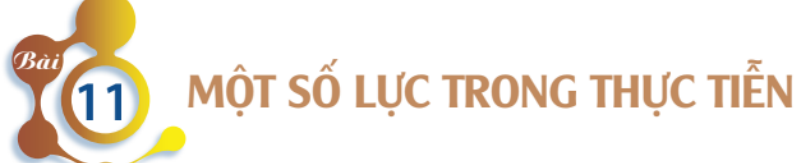 Bài
11
MỘT SỐ LỰC TRONG THỰC TIỄN